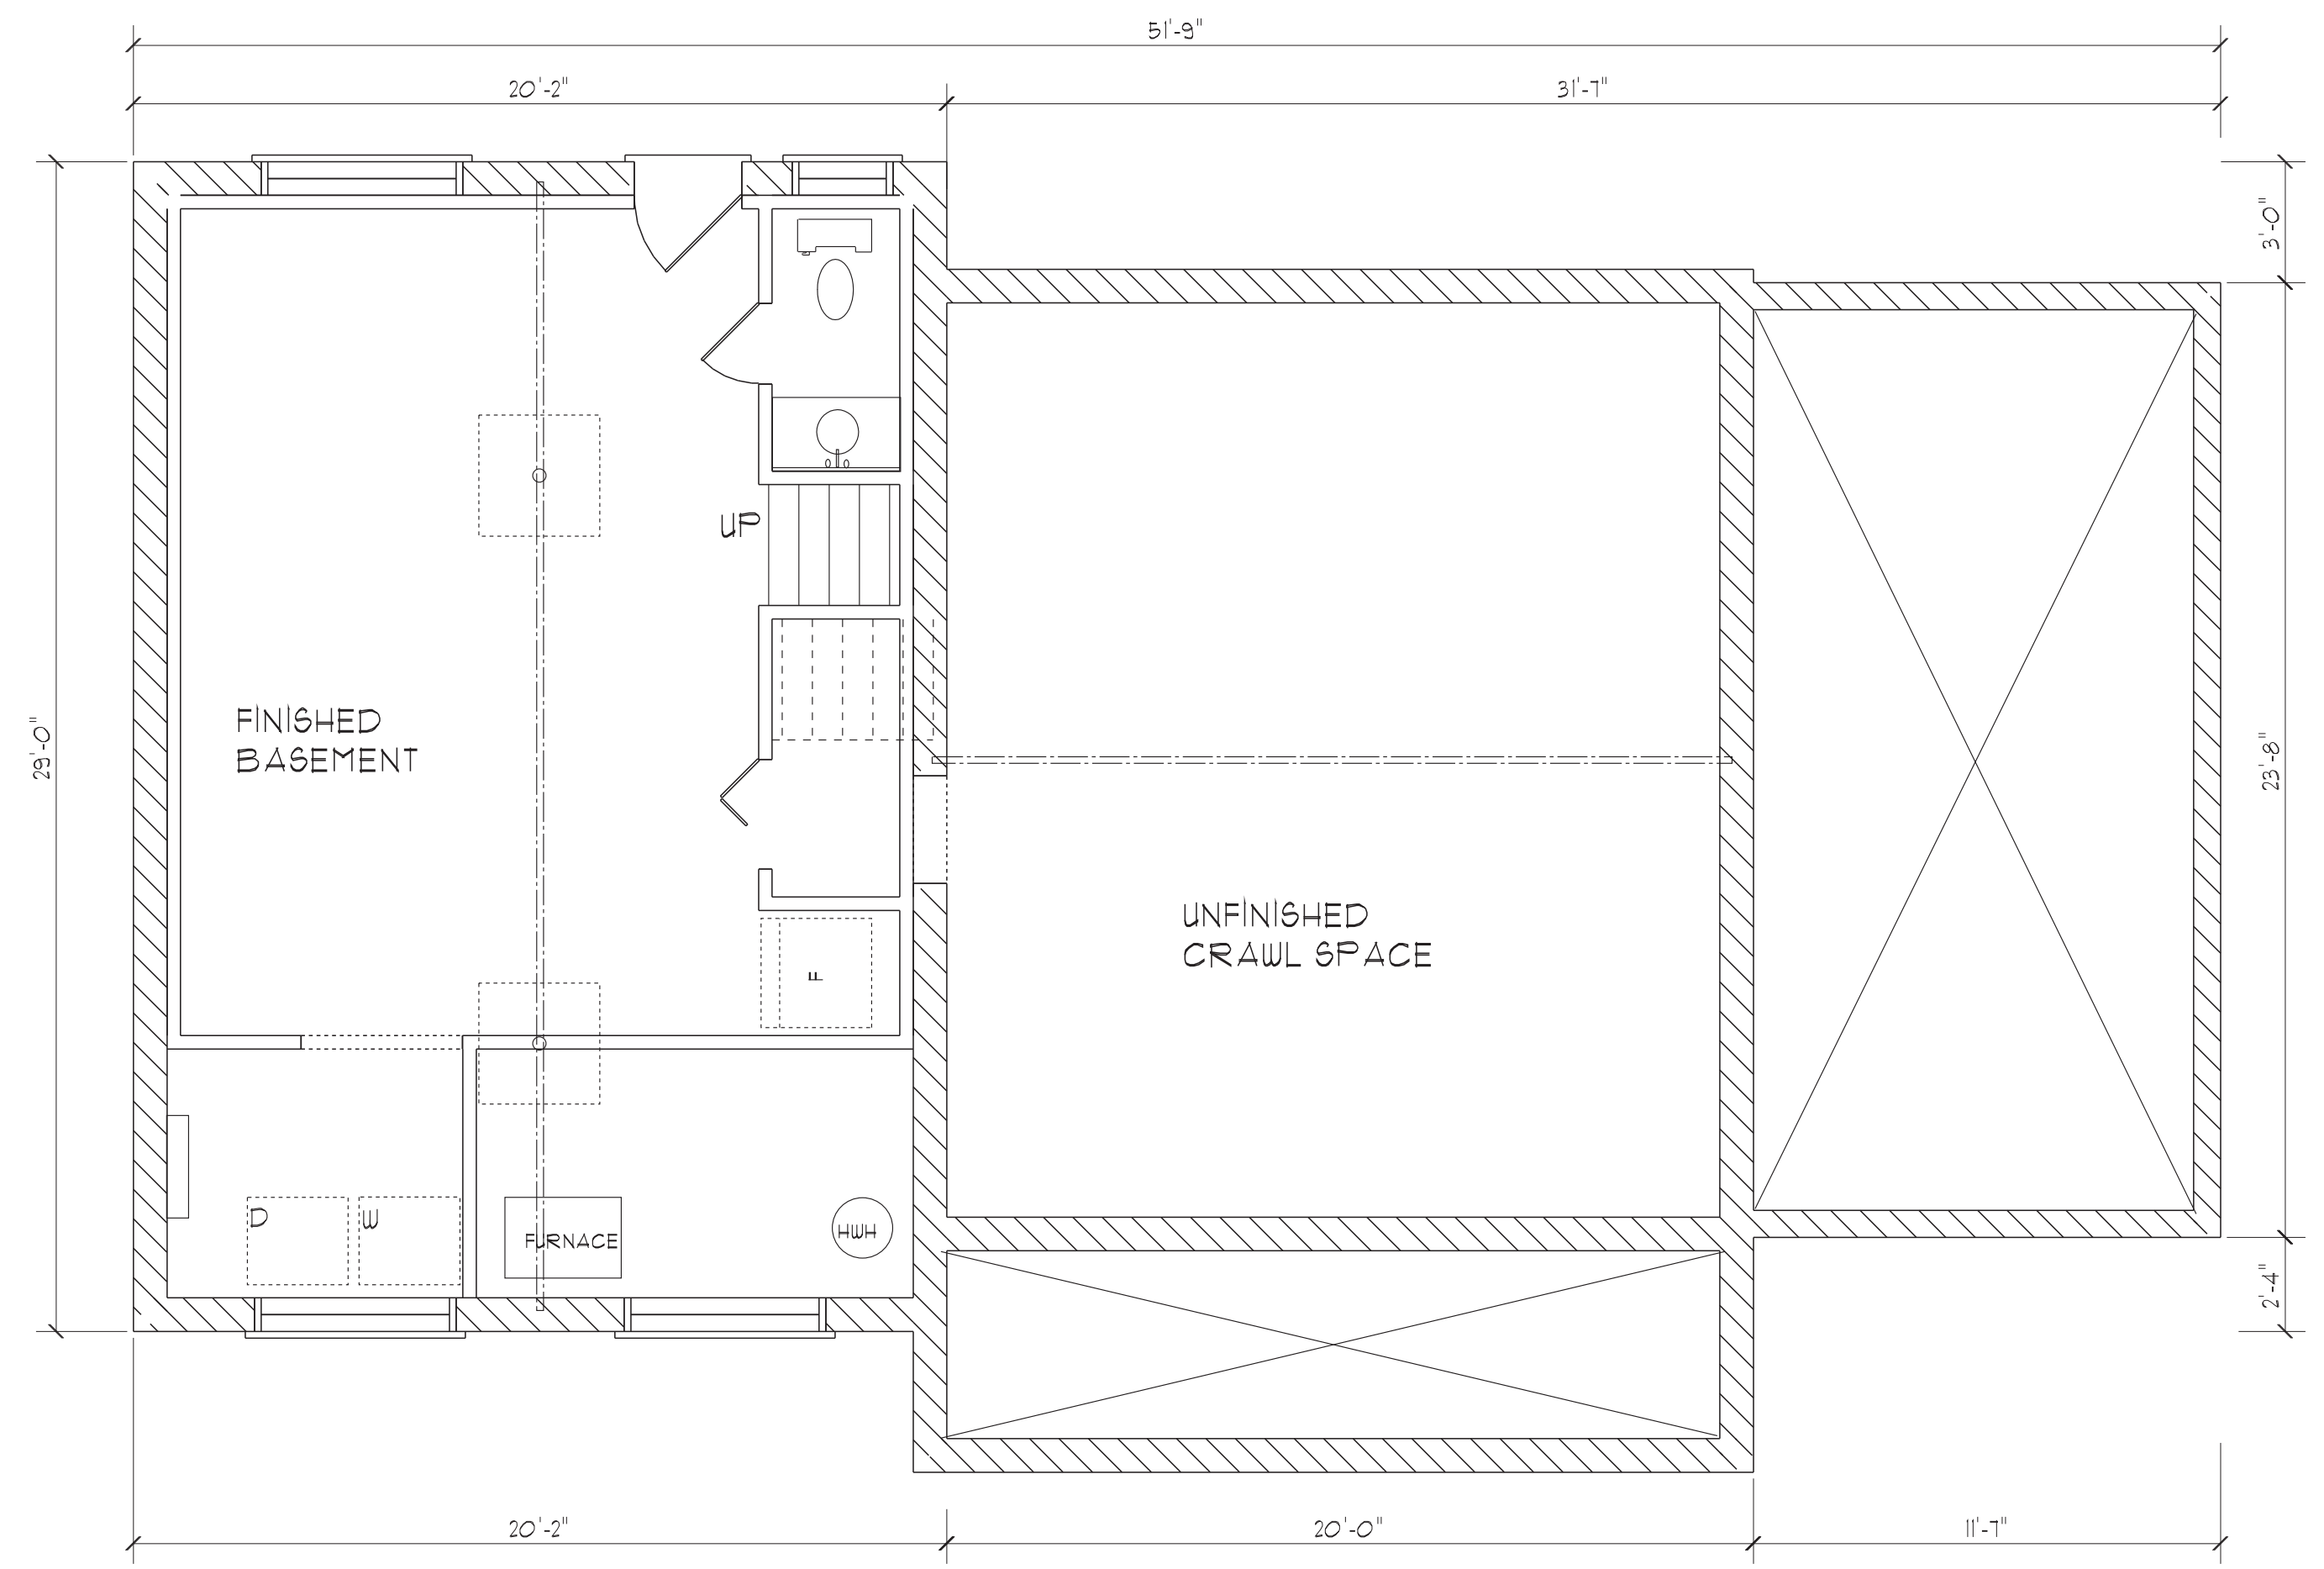 51'-9"
20'-2"
31'-7"
3'-0"
UP
FINISHED
BASEMENT
29'-0"
23'-8"
UNFINISHED
CRAWL SPACE
F
D
W
FURNACE
HWH
2'-4"
20'-2"
20'-0"
11'-7"